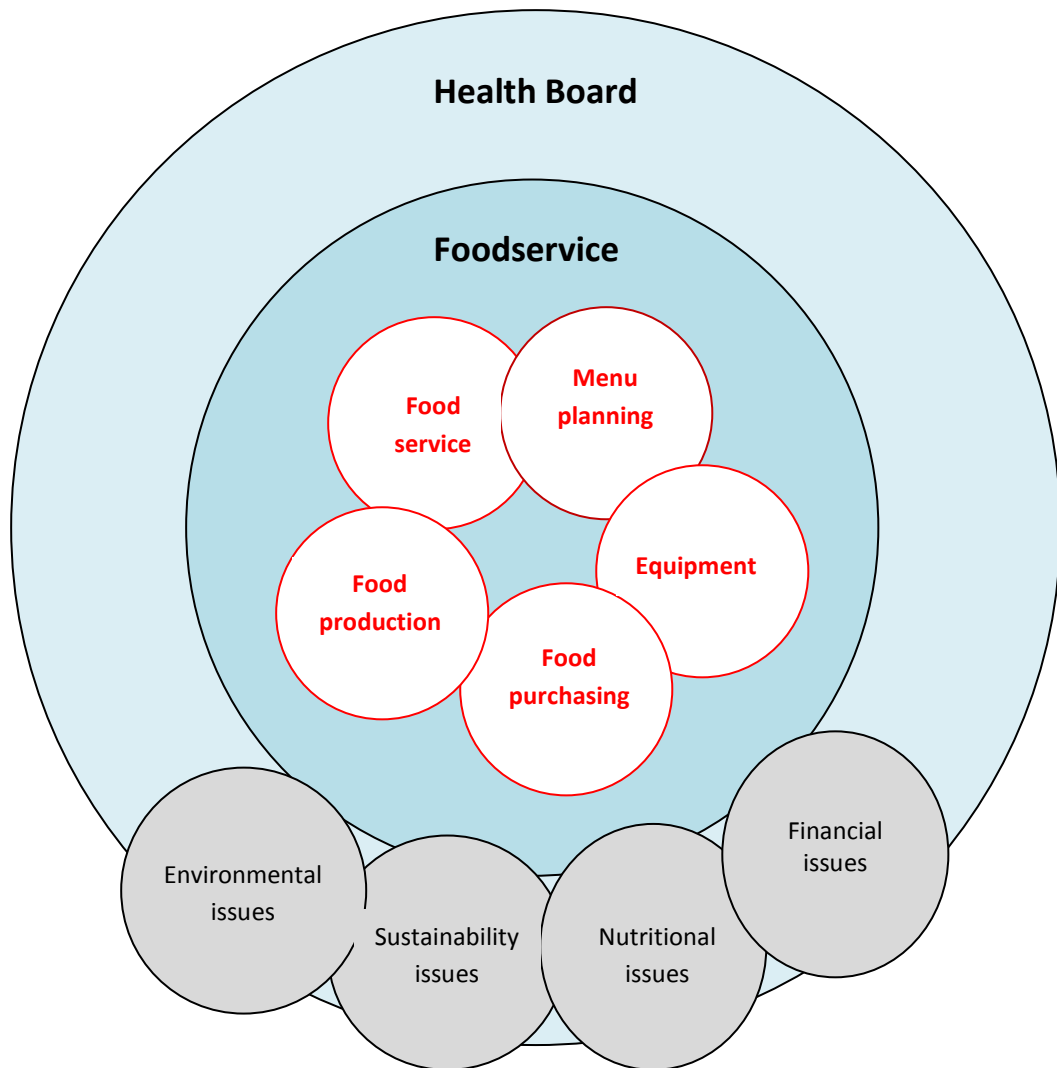 Health Board
Foodservice
Menu
planning
Food
service
Equipment
Food
production
Food
purchasing
Financial
issues
Environmental
issues
Sustainability
issues
Nutritional
issues